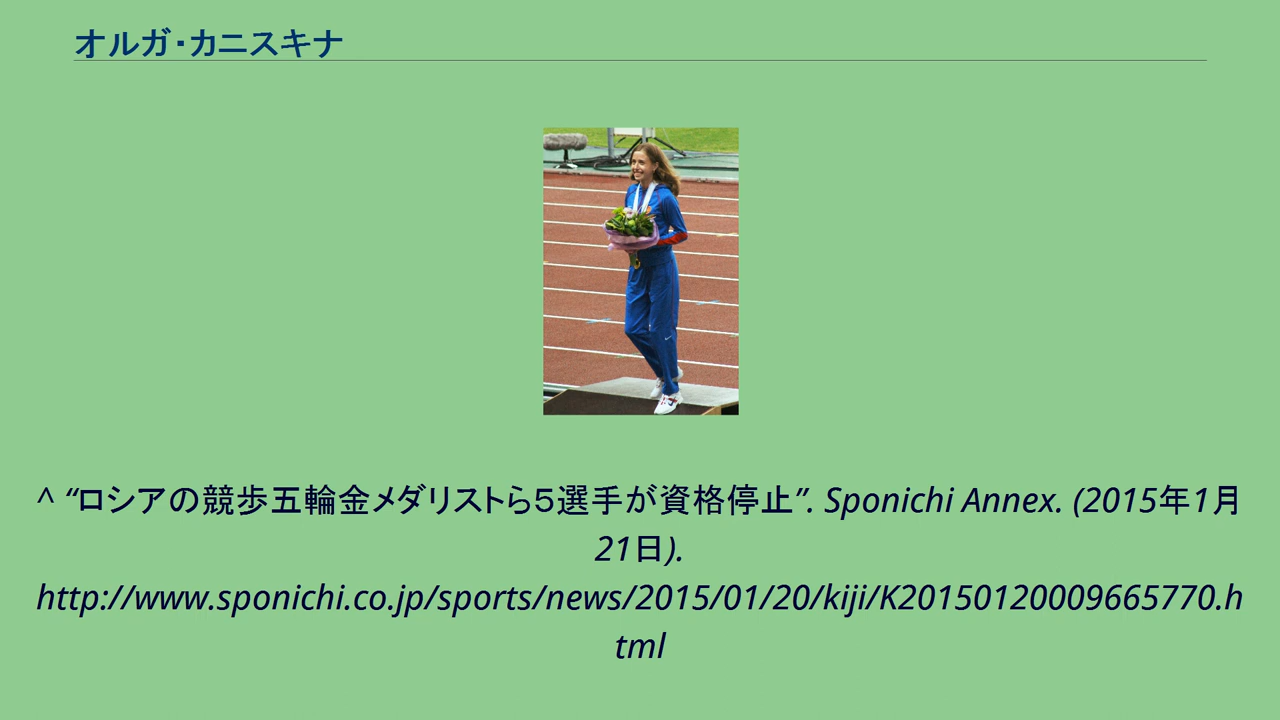 オルガ・カニスキナ
^ “ロシアの競歩五輪金メダリストら５選手が資格停止”. Sponichi Annex. (2015年1月
21日).
http://www.sponichi.co.jp/sports/news/2015/01/20/kiji/K20150120009665770.h
tml